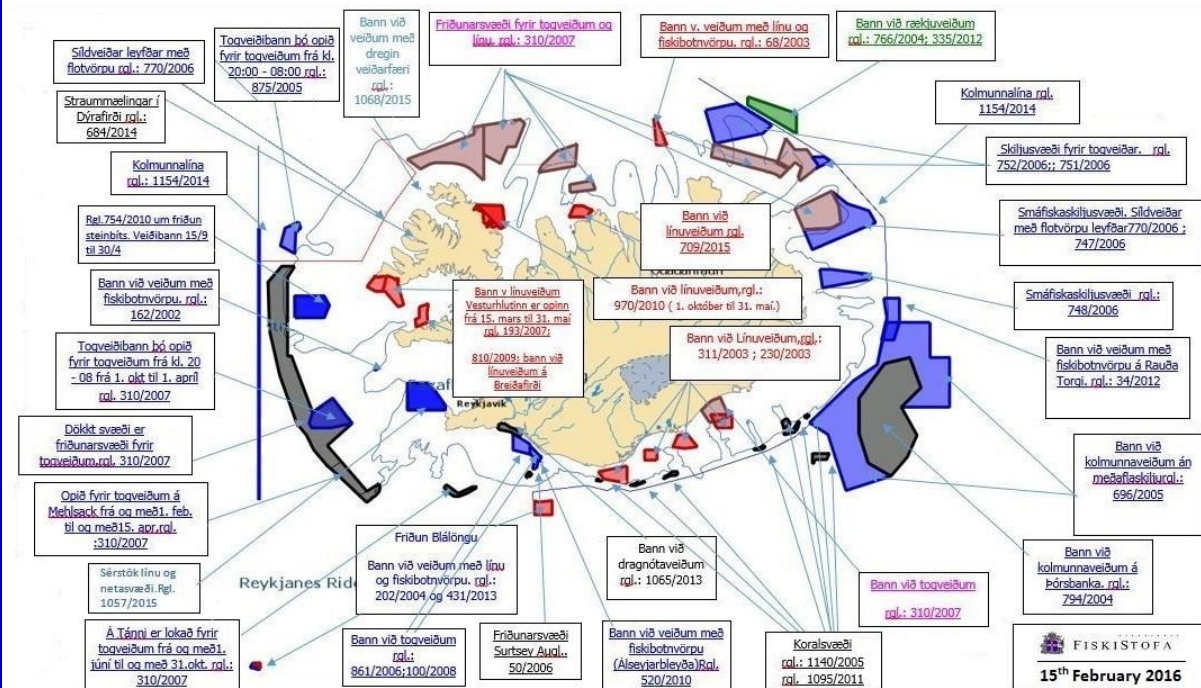 Síldveiðar leyfðar með
flotvörpu rgl.: 770/2006
Togveiðibann þó opið
fyrir togveiðum frá kl.
20:00 - 08:00 rgl.:
875/2005
Bann við
veiðum með
dregin
veiðarfæri
rgl.:
1068/2015
Friðunarsvæði fyrir togveiðum og
línu. rgl.: 310/2007
Bann v. veiðum með línu og
fiskibotnvörpu. rgl.: 68/2003
Bann við rækjuveiðum
rgl.: 766/2004; 335/2012
Straummælingar í
Dýrafirði rgl.:
684/2014
Kolmunnalína
rgl.: 1154/2014
Kolmunnalína rgl.
1154/2014
Skiljusvæði fyrir togveiðar. rgl.
752/2006;; 751/2006
Rgl.754/2010 um friðun
steinbíts. Veiðibann 15/9
til 30/4
Smáfiskaskiljusvæði. Síldveiðar
með flotvörpu leyfðar770/2006 ;
747/2006
Bann við
línuveiðum rgl.
709/2015
Bann við veiðum með
fiskibotnvörpu. rgl.:
162/2002
Bann v línuveiðum
Vesturhlutinn er opinn
frá 15. mars til 31. maí
rgl. 193/2007;
810/2009; bann við
línuveiðum á
Breiðafirði
Bann við línuveiðum,rgl.:
970/2010 ( 1. október til 31. maí.)
Smáfiskaskiljusvæði rgl.:
748/2006
Bann við Línuveiðum,rgl.:
311/2003 ; 230/2003
Togveiðibann þó opið
fyrir togveiðum frá kl. 20
- 08 frá 1. okt til 1. apríl
rgl. 310/2007
Bann við veiðum með
fiskibotnvörpu á Rauða
Torgi. rgl.: 34/2012
Reykjavík
Dökkt svæði er
friðunarsvæði fyrir
togveiðum,rgl. 310/2007
Bann við
kolmunnaveiðum án
meðaflaskiljurgl.:
696/2005
Opið fyrir togveiðum á
Mehlsack frá og með1. feb.
til og með15. apr.rgl.
:310/2007
Sérstök línu og
netasvæði.Rgl.
1057/2015
Reykjanes Rid
Friðun Blálöngu
Bann við veiðum með línu
og fiskibotnvörpu. rgl.:
202/2004 og 431/2013
Bann við
dragnótaveiðum
rgl.: 1065/2013
Bann við togveiðum
rgl.: 310/2007
Bann við
kolmunnaveiðum á
Þórsbanka. rgl.:
794/2004
Á Tánni er lokað fyrir
togveiðum frá og með1.
júní til og með 31.okt. rgl.:
310/2007
Bann við togveiðum
rgl.:
861/2006;100/2008
Friðunarsvæði
Surtsey Augl..
50/2006
Bann við veiðum með
fiskibotnvörpu
(Álseyjarbleyða)Rgl.
520/2010
Koralsvæði
rgl.: 1140/2005
rgl. 1095/2011
FISKISTOFA
15th February 2016